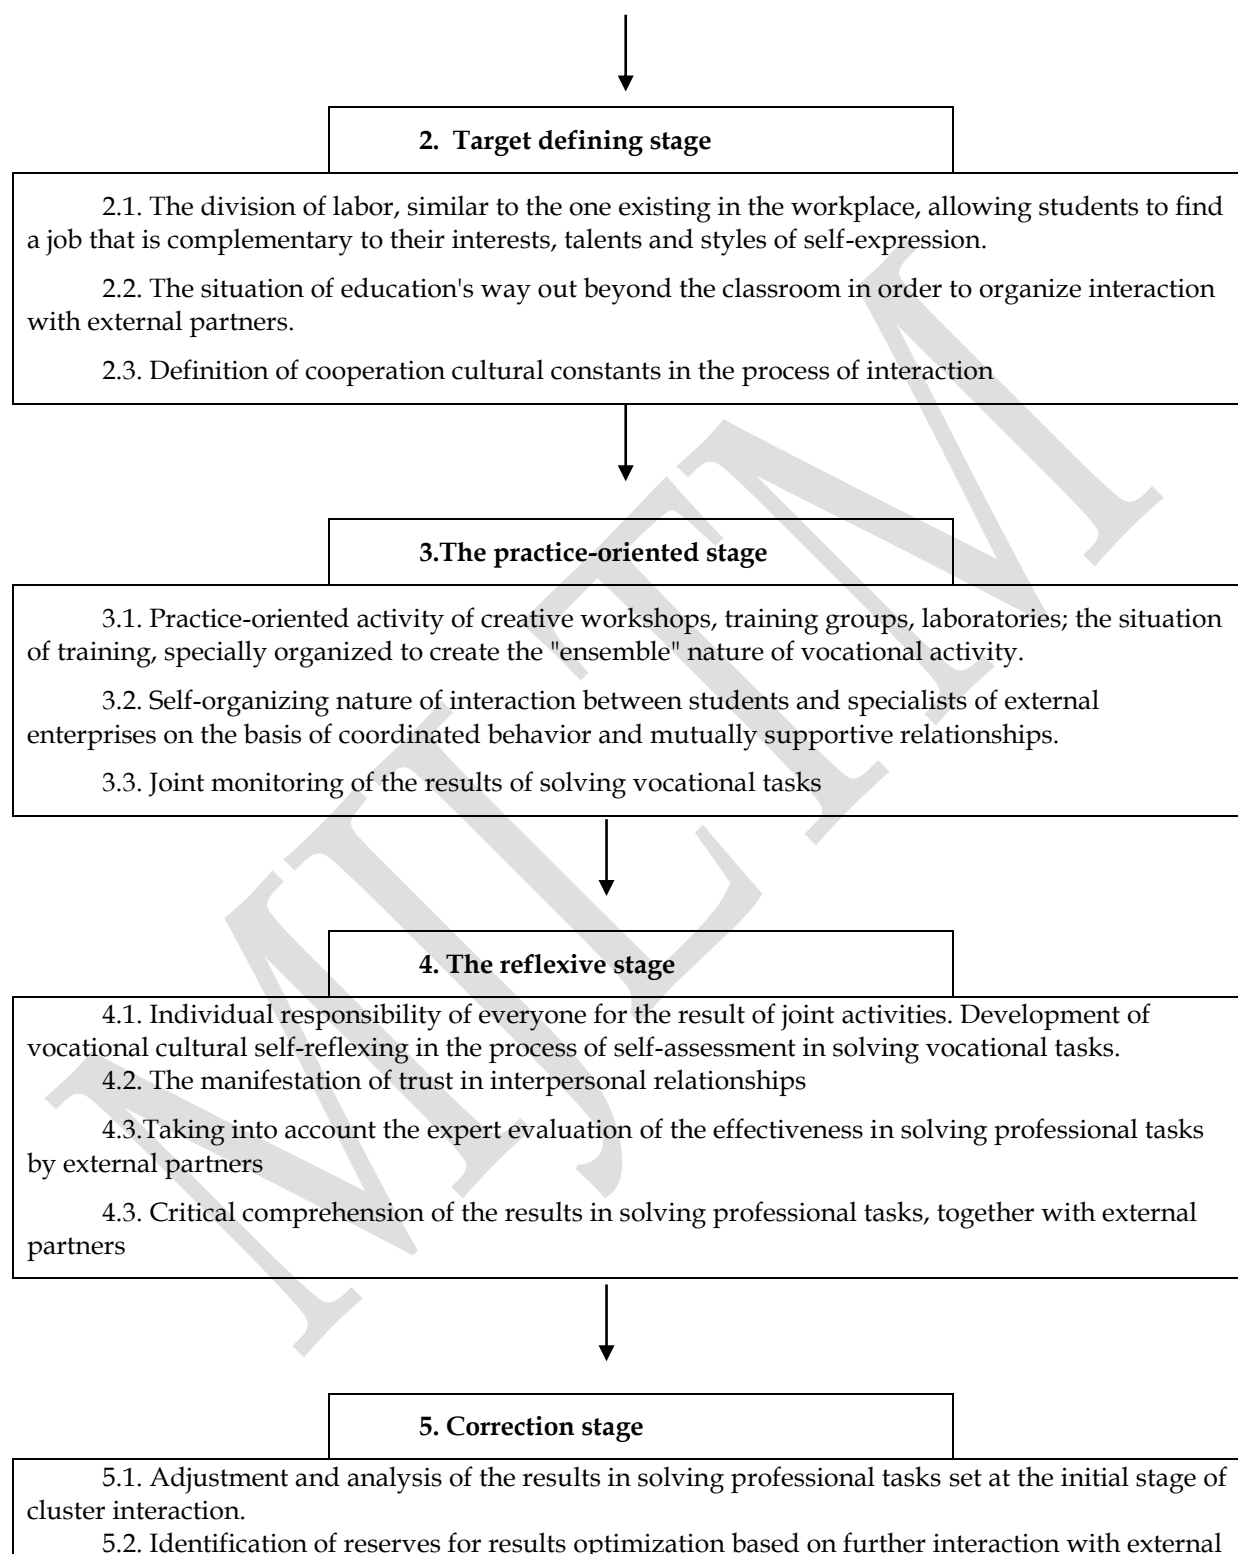 2. Target defining stage
2.1. The division of labor, similar to the one existing in the workplace, allowing students to find
a job that is complementary to their interests, talents and styles of self-expression.
2.2. The situation of education's way out beyond the classroom in order to organize interaction
with external partners.
2.3. Definition of cooperation cultural constants in the process of interaction
3.The practice-oriented stage
3.1. Practice-oriented activity of creative workshops, training groups, laboratories; the situation
of training, specially organized to create the "ensemble" nature of vocational activity.
3.2. Self-organizing nature of interaction between students and specialists of external
enterprises on the basis of coordinated behavior and mutually supportive relationships.
3.3. Joint monitoring of the results of solving vocational tasks
4. The reflexive stage
4.1. Individual responsibility of everyone for the result of joint activities. Development of
vocational cultural self-reflexing in the process of self-assessment in solving vocational tasks.
4.2. The manifestation of trust in interpersonal relationships
4.3.Taking into account the expert evaluation of the effectiveness in solving professional tasks
by external partners
4.3. Critical comprehension of the results in solving professional tasks, together with external
partners
5. Correction stage
5.1. Adjustment and analysis of the results in solving professional tasks set at the initial stage of
cluster interaction.
5.2. Identification of reserves for results optimization based on further interaction with external
MJLTM